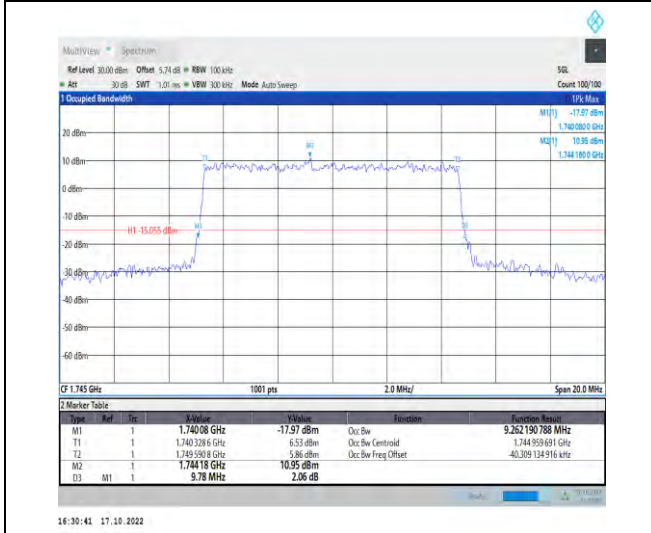 MultiView Spectrum
Ref Level 30.00 dBm Offset 5.74 dB RBW 100 kHz SGL
Att 30 dB SWT 1.01 ms VBW 300 kHz Mode Auto Sweep Count 100/100
1 Occupied Bandwidth 1Pk Max
M1[1] -17.97 dBm
1.740 080 0 GHz
M2[1] 10.95 dBm
1.744 180 0 GHz
20 dBm
M2
T1
10 dBm
0 dBm
-10 dBm
H1 -15.055 dBm
-20 dBm
-30 dBm
-40 dBm
-50 dBm
-60 dBm
CF 1.745 GHz 1001 pts 2.0 MHz/ Span 20.0 MHz
2 Marker Table
Type Ref Trc X-Value Y-Value Function Function Result
M1 1 1.740 08 GHz -17.97 dBm Occ Bw 9.262 190 788 MHz
T1 1 1.740 328 6 GHz 6.53 dBm Occ Bw Centroid 1.744 959 691 GHz
T2 1 1.749 590 8 GHz 5.86 dBm Occ Bw Freq Offset -40.309 134 916 kHz
M2 1 1.744 18 GHz 10.95 dBm
D3 M1 1 9.78 MHz 2.06 dB
16:30:41 17.10.2022